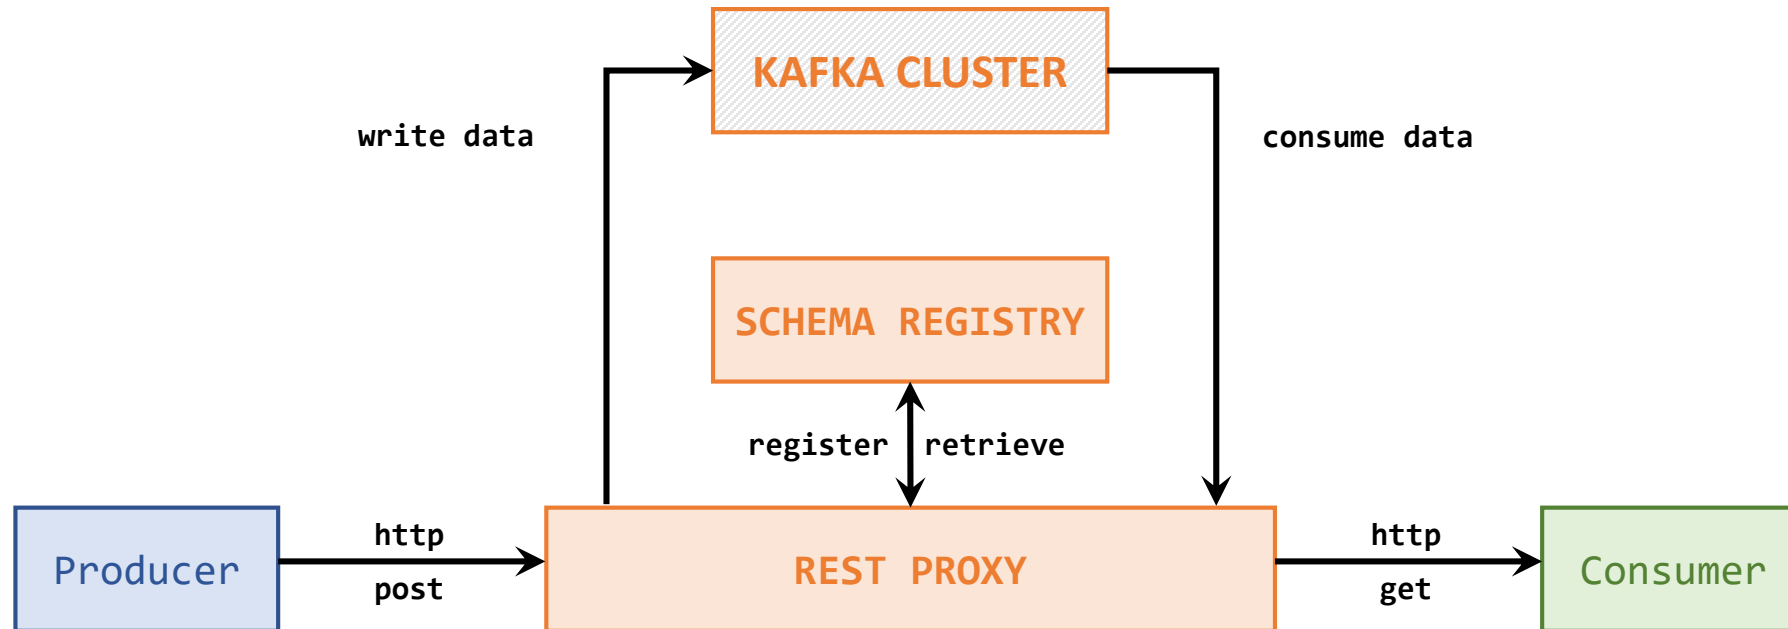 KAFKA CLUSTER
write data
consume data
SCHEMA REGISTRY
register retrieve
Producer
http
post
REST PROXY
http
get
Consumer